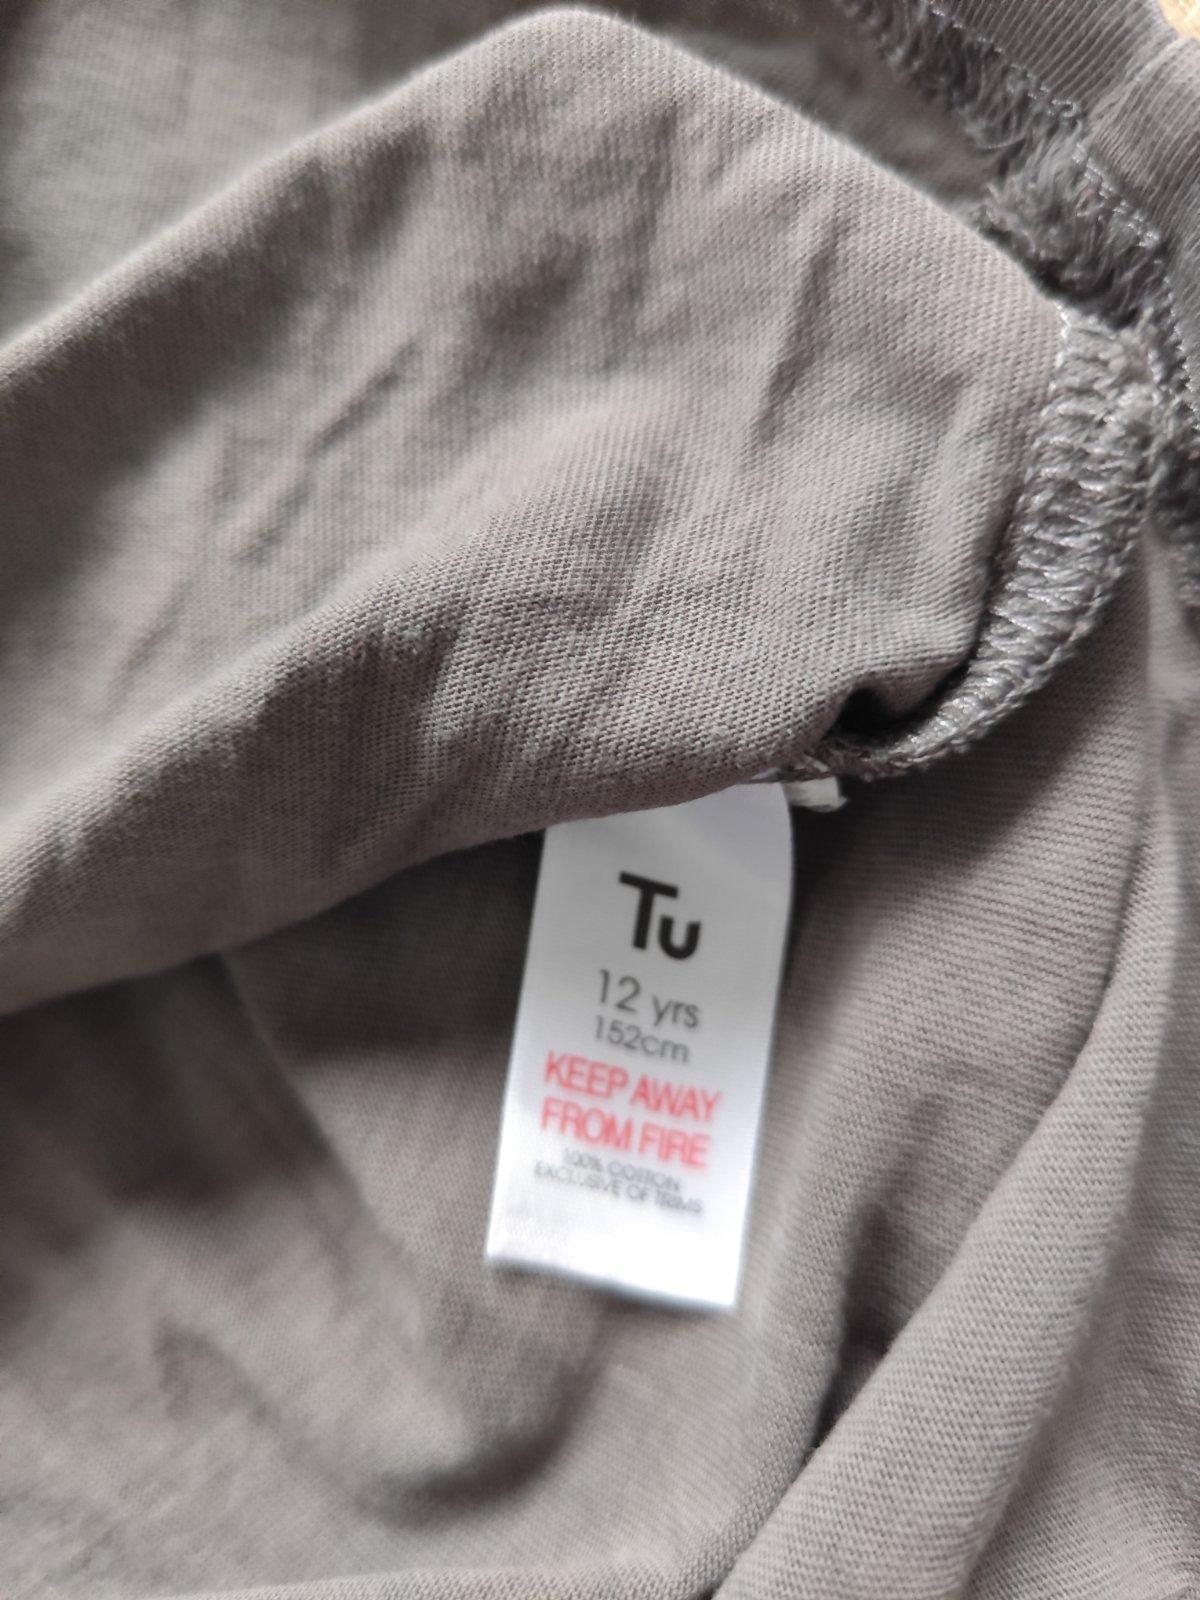 Tu
12 yrs
152cm
KEEP AWAY
FROM FIRE
100% COTTON
EXCLUSIVE OF TRIMS